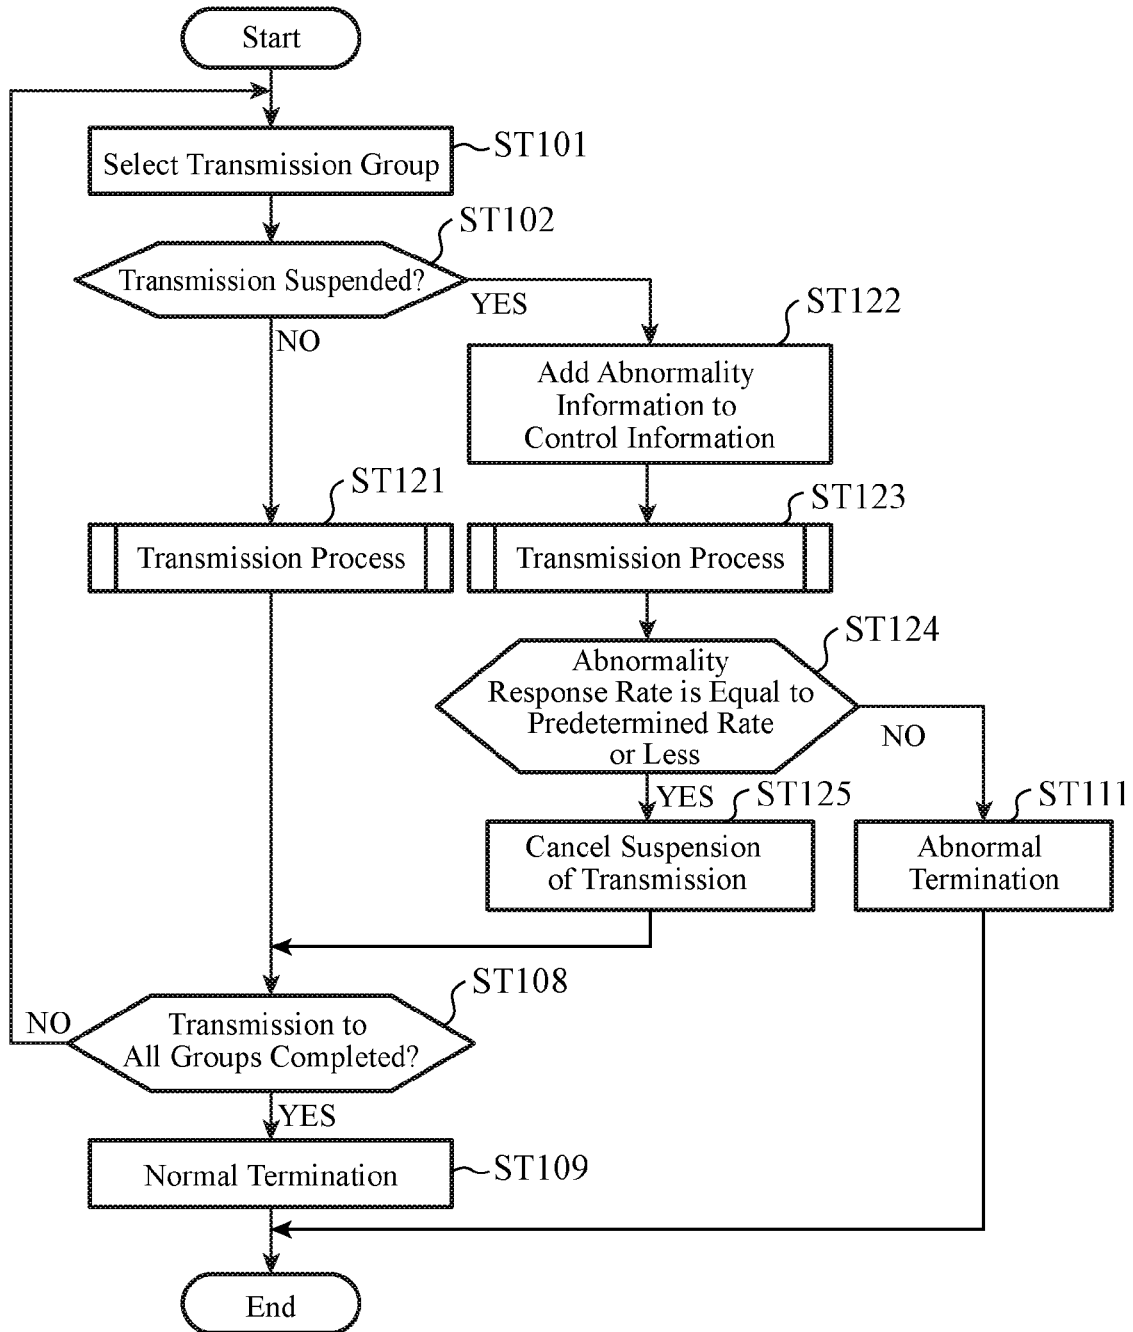 Start
ST101
Select Transmission Group
ST102
Transmission Suspended?
YES
NO
ST122
Add Abnormality
Information to
Control Information
ST121
Transmission Process
ST123
Transmission Process
ST124
Abnormality
Response Rate is Equal to
Predetermined Rate
or Less
NO
YES
ST125
Cancel Suspension
of Transmission
ST111
Abnormal
Termination
ST108
Transmission to
All Groups Completed?
NO
YES
ST109
Normal Termination
End